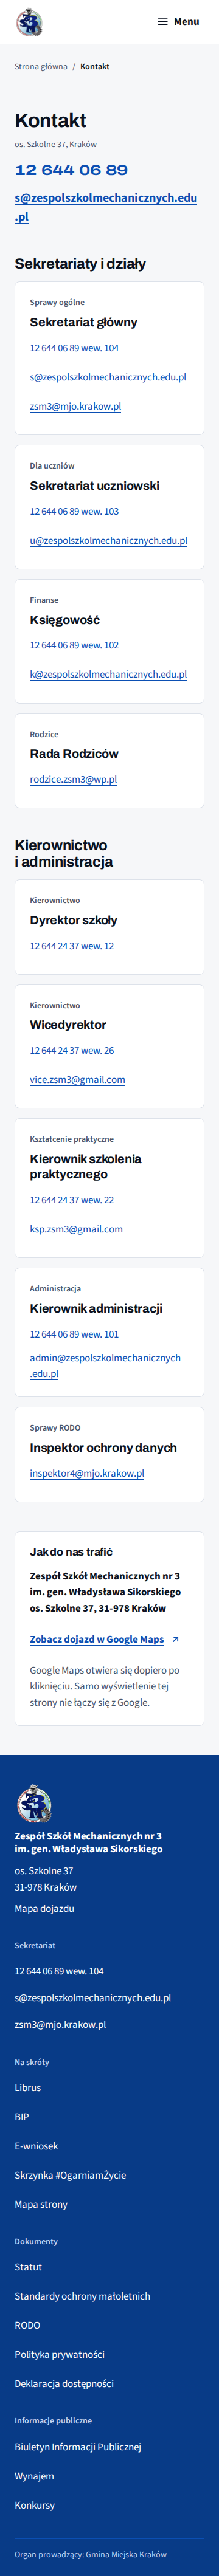 Menu
Strona główna / Kontakt
Kontakt
os. Szkolne 37, Kraków
12 644 06 89
s@zespolszkolmechanicznych.edu
.pl
Sekretariaty i działy
Sprawy ogólne
Sekretariat główny
12 644 06 89 wew. 104
s@zespolszkolmechanicznych.edu.pl
zsm3@mjo.krakow.pl
Dla uczniów
Sekretariat uczniowski
12 644 06 89 wew. 103
u@zespolszkolmechanicznych.edu.pl
Finanse
Księgowość
12 644 06 89 wew. 102
k@zespolszkolmechanicznych.edu.pl
Rodzice
Rada Rodziców
rodzice.zsm3@wp.pl
Kierownictwo
i administracja
Kierownictwo
Dyrektor szkoły
12 644 24 37 wew. 12
Kierownictwo
Wicedyrektor
12 644 24 37 wew. 26
vice.zsm3@gmail.com
Kształcenie praktyczne
Kierownik szkolenia
praktycznego
12 644 24 37 wew. 22
ksp.zsm3@gmail.com
Administracja
Kierownik administracji
12 644 06 89 wew. 101
admin@zespolszkolmechanicznych
.edu.pl
Sprawy RODO
Inspektor ochrony danych
inspektor4@mjo.krakow.pl
Jak do nas trafić
Zespół Szkół Mechanicznych nr 3
im. gen. Władysława Sikorskiego
os. Szkolne 37, 31-978 Kraków
Zobacz dojazd w Google Maps
Google Maps otwiera się dopiero po
kliknięciu. Samo wyświetlenie tej
strony nie łączy się z Google.
Zespół Szkół Mechanicznych nr 3
im. gen. Władysława Sikorskiego
os. Szkolne 37
31-978 Kraków
Mapa dojazdu
Sekretariat
12 644 06 89 wew. 104
s@zespolszkolmechanicznych.edu.pl
zsm3@mjo.krakow.pl
Na skróty
Librus
BIP
E-wniosek
Skrzynka #OgarniamŻycie
Mapa strony
Dokumenty
Statut
Standardy ochrony małoletnich
RODO
Polityka prywatności
Deklaracja dostępności
Informacje publiczne
Biuletyn Informacji Publicznej
Wynajem
Konkursy
Organ prowadzący: Gmina Miejska Kraków